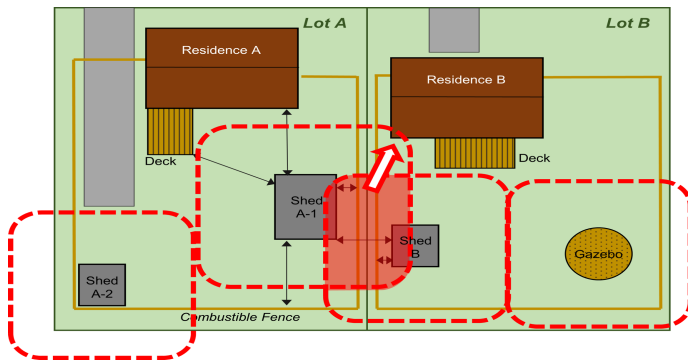 Lot A
Lot B
Residence A
Residence B
Deck
Deck
Shed
A-1
Shed
B
Gazebo
Shed
A-2
Combustible Fence